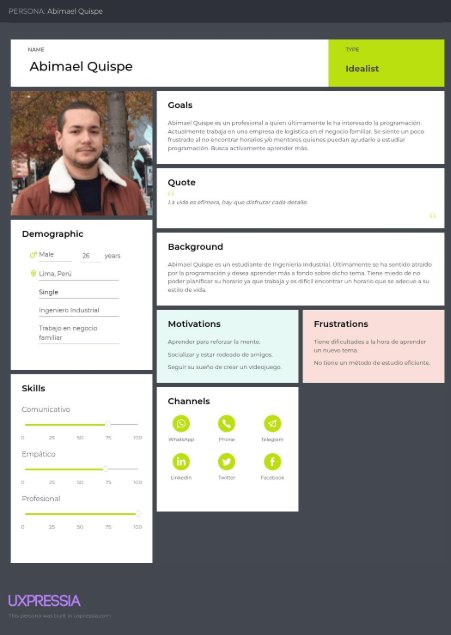 PERSONA: Abimael Quispe
NAME
Abimael Quispe
TYPE
Idealist
Goals
Abimael Quispe es un profesional a quien últimamente le ha interesado la programación.
Actualmente trabaja en una empresa de logística en el negocio familiar. Se siente un poco
frustrado al no encontrar horarios y/o mentores quienes puedan ayudarlo a estudiar
programación. Busca activamente aprender más.
Quote
La vida es efímera, hay que disfrutar cada detalle.
Demographic
Male 26 years
Lima, Perú
Single
Ingeniero Industrial
Trabajo en negocio
familiar
Background
Abimael Quispe es un estudiante de Ingeniería Industrial. Últimamente se ha sentido atraído
por la programación y desea aprender más a fondo sobre dicho tema. Tiene miedo de no
poder planificar su horario ya que trabaja y es difícil encontrar un horario que se adecue a su
estilo de vida.
Motivations
Aprender para reforzar la mente.
Socializar y estar rodeado de amigos.
Seguir su sueño de crear un videojuego.
Frustrations
Tiene dificultades a la hora de aprender
un nuevo tema.
No tiene un método de estudio eficiente.
Skills
Comunicativo
0 25 50 75 100
Empático
0 25 50 75 100
Profesional
0 25 50 75 100
Channels
WhatsApp Phone Telegram
LinkedIn Twitter Facebook
UXPRESSIA
This persona was built in uxpressia.com